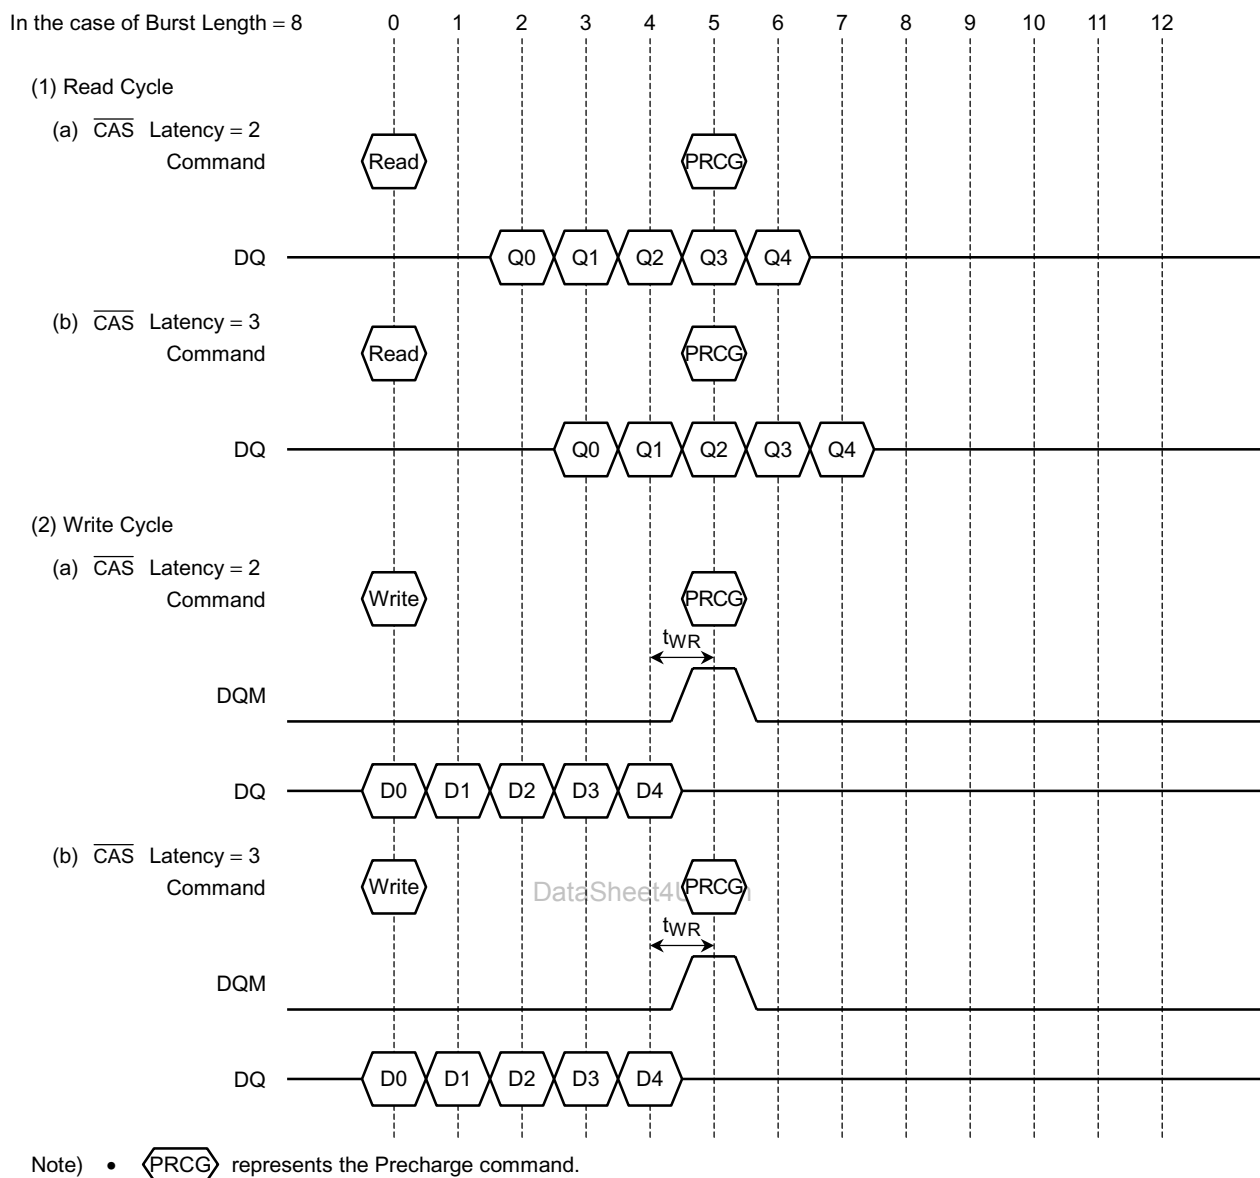 In the case of Burst Length = 8 0 1 2 3 4 5 6 7 8 9 10 11 12
(1) Read Cycle
(a) CAS Latency = 2
Command Read PRCG
DQ Q0 Q1 Q2 Q3 Q4
(b) CAS Latency = 3
Command Read PRCG
DQ Q0 Q1 Q2 Q3 Q4
(2) Write Cycle
(a) CAS Latency = 2
Command Write PRCG
tWR
DQM
DQ D0 D1 D2 D3 D4
(b) CAS Latency = 3
Command Write PRCG
tWR
DQM
DQ D0 D1 D2 D3 D4
Note) • PRCG represents the Precharge command.